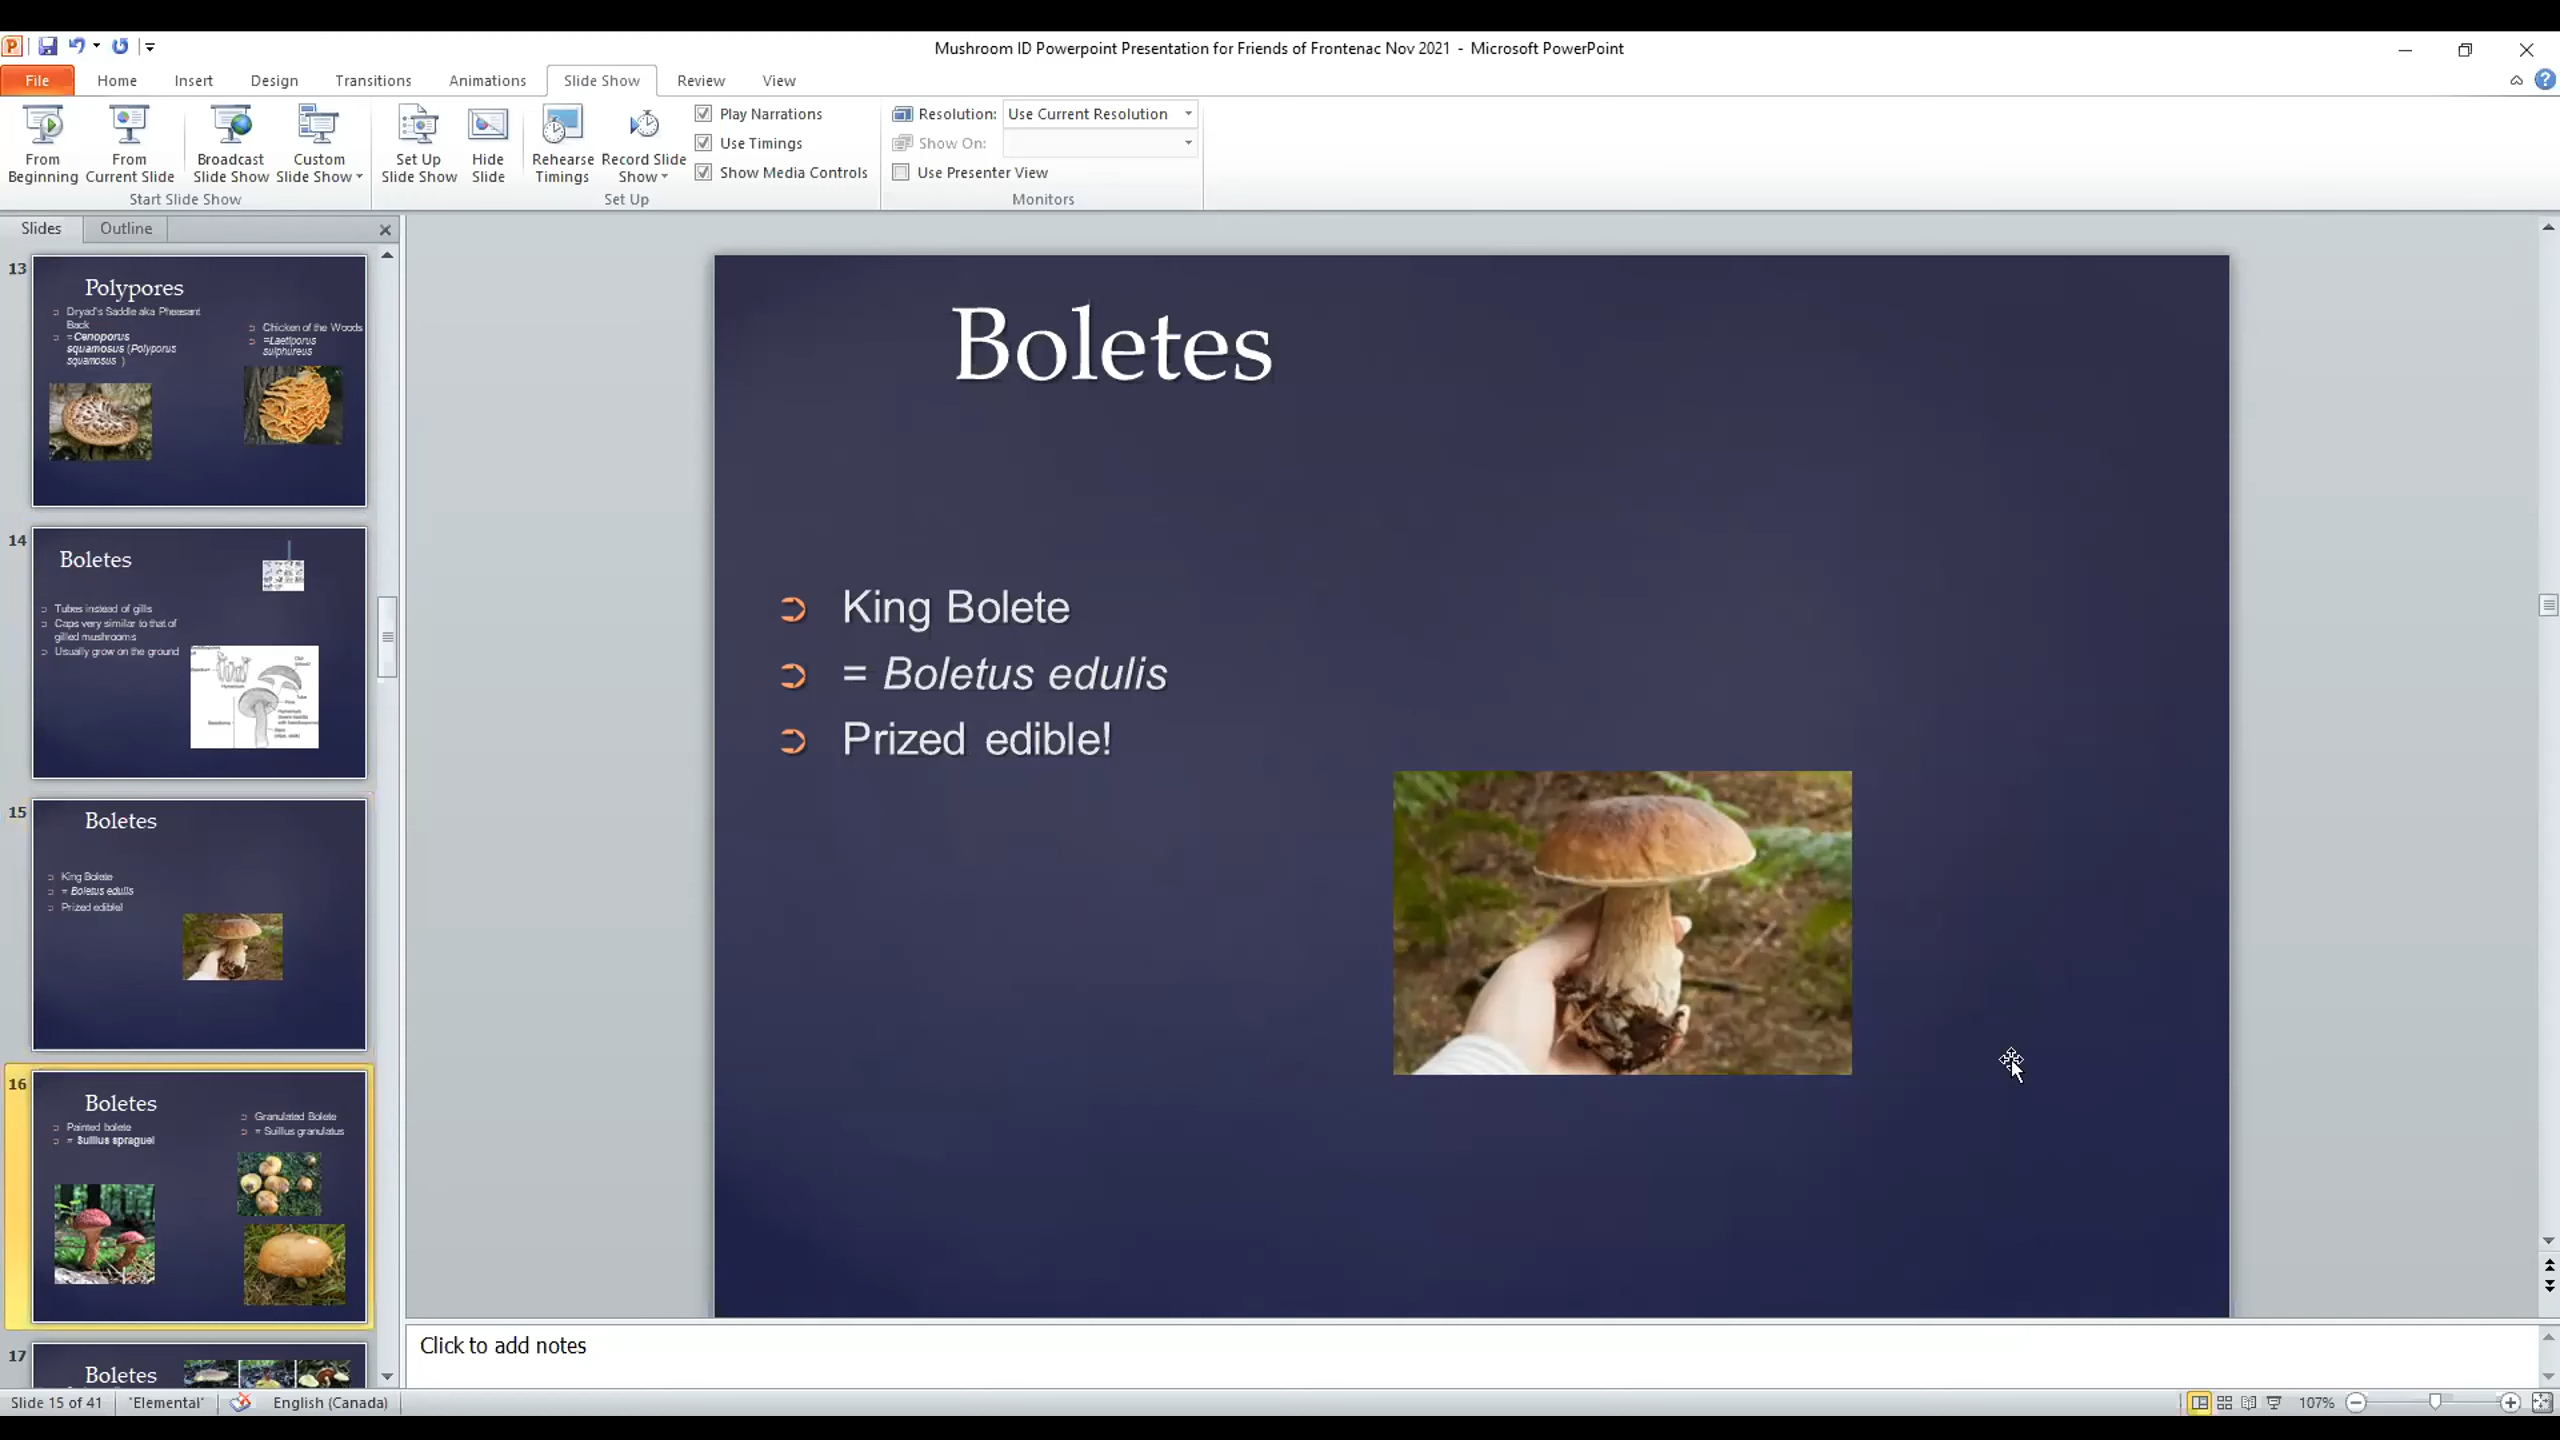 Mushroom ID Powerpoint Presentation for Friends of Frontenac Nov 2021 - Microsoft PowerPoint
File Home Insert Design Transitions Animations Slide Show Review View
From Beginning
From Current Slide
Broadcast Slide Show
Custom Slide Show
Start Slide Show
Set Up Slide Show
Hide Slide
Rehearse Timings
Record Slide Show
Play Narrations
Use Timings
Show Media Controls
Set Up
Resolution: Use Current Resolution
Show On:
Use Presenter View
Monitors
Slides Outline
13
Polypores
Dryad's Saddle aka Pheasant
Back
= Cerioporus
squamosus (Polyporus
squamosus )
Chicken of the Woods
=Laetiporus
sulphureus
14
Boletes
Tubes instead of gills
Caps very similar to that of
gilled mushrooms
Usually grow on the ground
15
Boletes
King Bolete
= Boletus edulis
Prized edible!
16
Boletes
Painted bolete
= Suillus spraguei
Granulated Bolete
= Suillus granulatus
17
Boletes
Boletes
King Bolete
= Boletus edulis
Prized edible!
Click to add notes
Slide 15 of 41 "Elemental" English (Canada) 107%